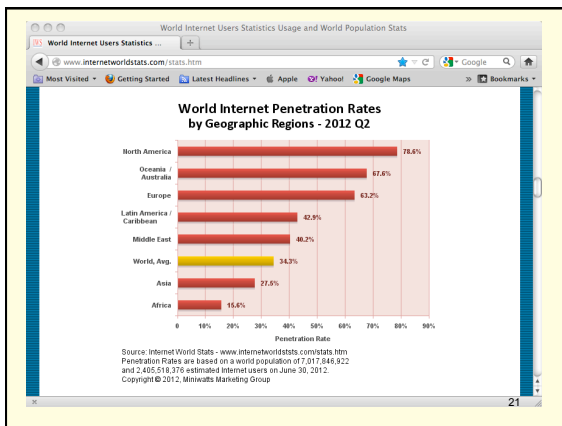 World Internet Users Statistics Usage and World Population Stats
World Internet Users Statistics ...
www.internetworldstats.com/stats.htm
Google
Most Visited
Getting Started
Latest Headlines
Apple
Yahoo!
Google Maps
Bookmarks
World Internet Penetration Rates
by Geographic Regions - 2012 Q2
North America
78.6%
Oceania /
Australia
67.6%
Europe
63.2%
Latin America /
Caribbean
42.9%
Middle East
40.2%
World, Avg.
34.3%
Asia
27.5%
Africa
15.6%
0 10% 20% 30% 40% 50% 60% 70% 80% 90%
Penetration Rate
Source: Internet World Stats - www.internetworldststs.com/stats.htm
Penetration Rates are based on a world population of 7,017,846,922
and 2,405,518,376 estimated Internet users on June 30, 2012.
Copyright © 2012, Miniwatts Marketing Group
21